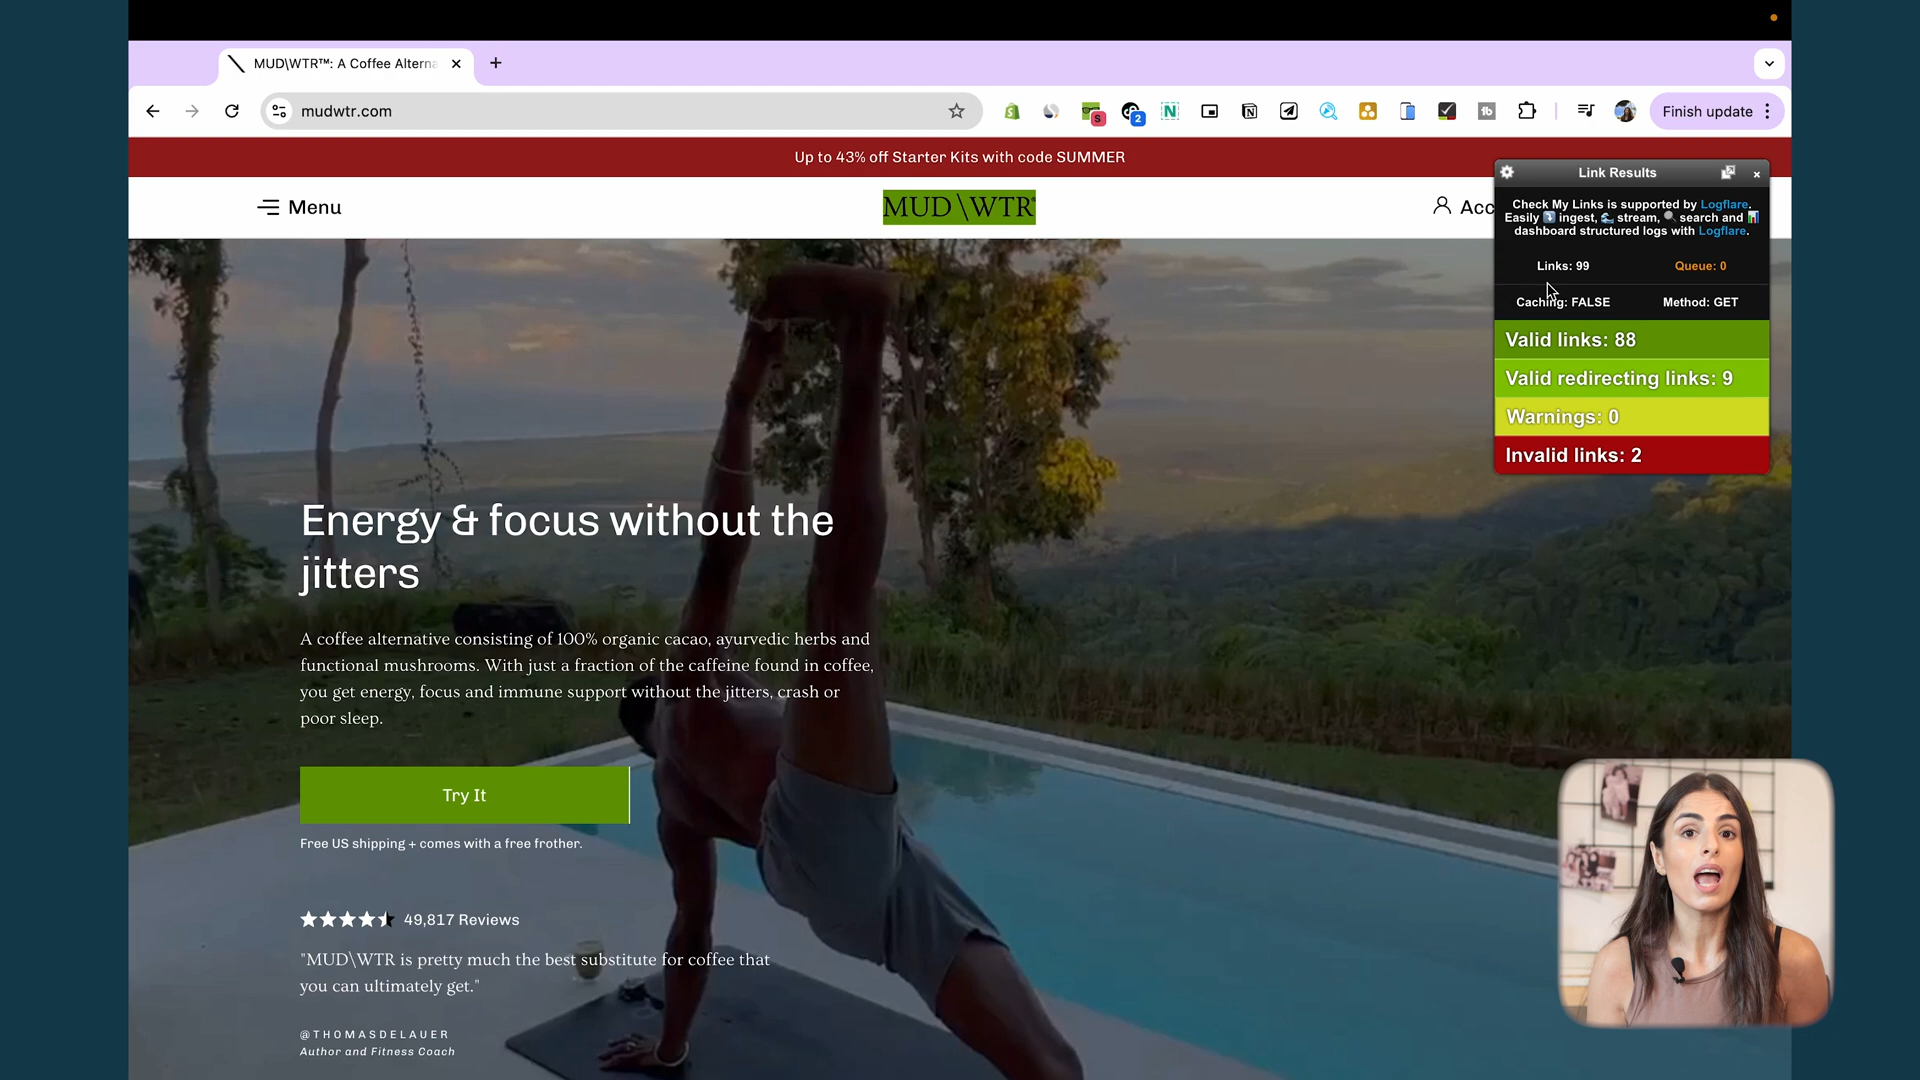 MUD\WTR™: A Coffee Alterna
mudwtr.com
S
2
N
tb
Finish update
Up to 43% off Starter Kits with code SUMMER
Menu
MUD\WTR®
Acc
Link Results
Check My Links is supported by Logflare.
Easily ingest, stream, search and
dashboard structured logs with Logflare.
Links: 99
Queue: 0
Caching: FALSE
Method: GET
Valid links: 88
Valid redirecting links: 9
Warnings: 0
Invalid links: 2
Energy & focus without the
jitters
A coffee alternative consisting of 100% organic cacao, ayurvedic herbs and
functional mushrooms. With just a fraction of the caffeine found in coffee,
you get energy, focus and immune support without the jitters, crash or
poor sleep.
Try It
Free US shipping + comes with a free frother.
49,817 Reviews
"MUD\WTR is pretty much the best substitute for coffee that
you can ultimately get."
@THOMASDELAUER
Author and Fitness Coach